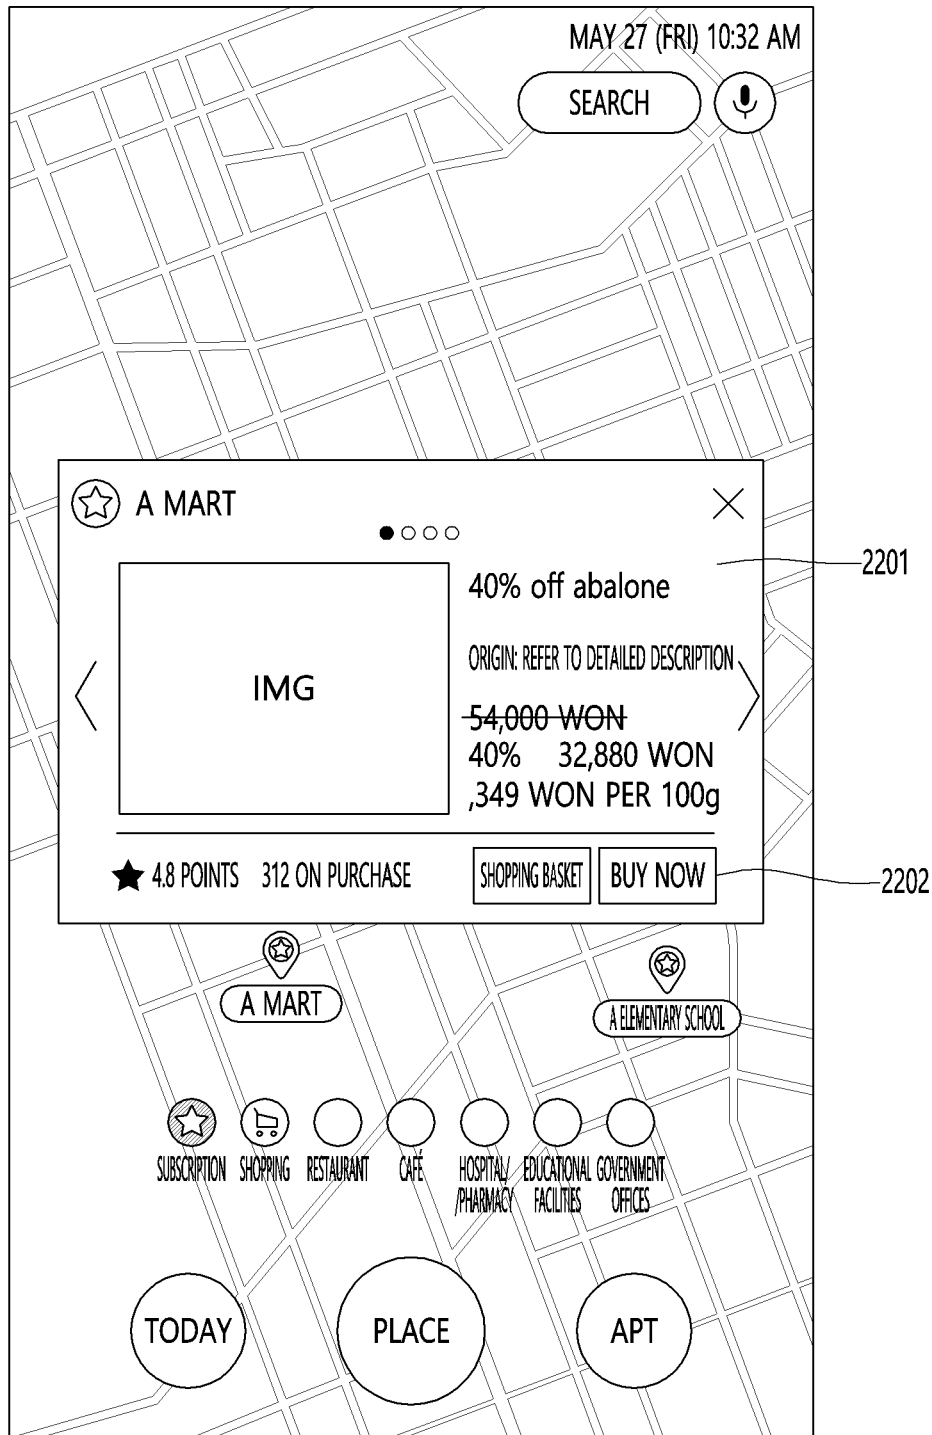 MAY 27 (FRI) 10:32 AM
SEARCH
A MART
2201
40% off abalone
ORIGIN: REFER TO DETAILED DESCRIPTION
IMG
54,000 WON
40% 32,880 WON
,349 WON PER 100g
4.8 POINTS 312 ON PURCHASE
SHOPPING BASKET
BUY NOW
2202
A MART
A ELEMENTARY SCHOOL
SUBSCRIPTION
SHOPPING
RESTAURANT
CAFÉ
HOSPITAL/
/PHARMACY
EDUCATIONAL
FACILITIES
GOVERNMENT
OFFICES
TODAY
PLACE
APT